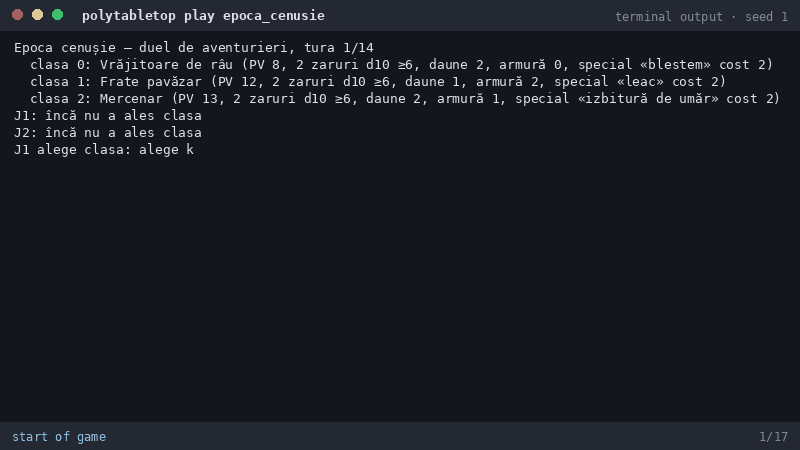 polytabletop play epoca_cenusie
terminal output · seed 1
Epoca cenușie — duel de aventurieri, tura 1/14
clasa 0: Vrăjitoare de râu (PV 8, 2 zaruri d10 ≥6, daune 2, armură 0, special «blestem» cost 2)
clasa 1: Frate pavăzar (PV 12, 2 zaruri d10 ≥6, daune 1, armură 2, special «leac» cost 2)
clasa 2: Mercenar (PV 13, 2 zaruri d10 ≥6, daune 2, armură 1, special «izbitură de umăr» cost 2)
J1: încă nu a ales clasa
J2: încă nu a ales clasa
J1 alege clasa: alege k
start of game
1/17